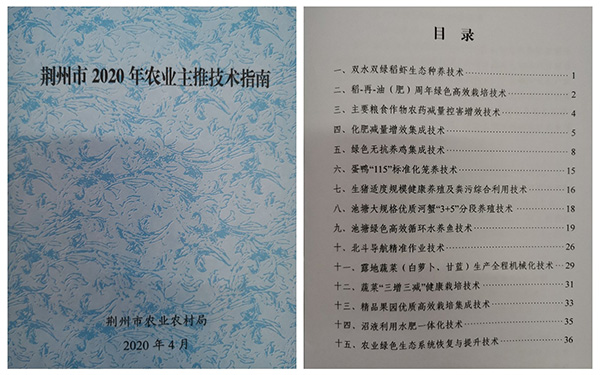 荆州市 2020 年农业主推技术指南
荆州市农业农村局
2020 年 4 月
目 录
一、双水双绿稻虾生态种养技术 1
二、稻-再-油（肥）周年绿色高效栽培技术 2
三、主要粮食作物农药减量控害增效技术 4
四、化肥减量增效集成技术 5
五、绿色无抗养鸡集成技术 8
六、蛋鸭“115”标准化笼养技术 15
七、生猪适度规模健康养殖及粪污综合利用技术 16
八、池塘大规格优质河蟹“3+5”分段养殖技术 18
九、池塘绿色高效循环水养鱼技术 19
十、北斗导航精准作业技术 26
十一、露地蔬菜（白萝卜、甘蓝）生产全程机械化技术 29
十二、蔬菜“三增三减”健康栽培技术 31
十三、精品果园优质高效栽培集成技术 33
十四、沼液利用水肥一体化技术 35
十五、农业绿色生态系统恢复与提升技术 36